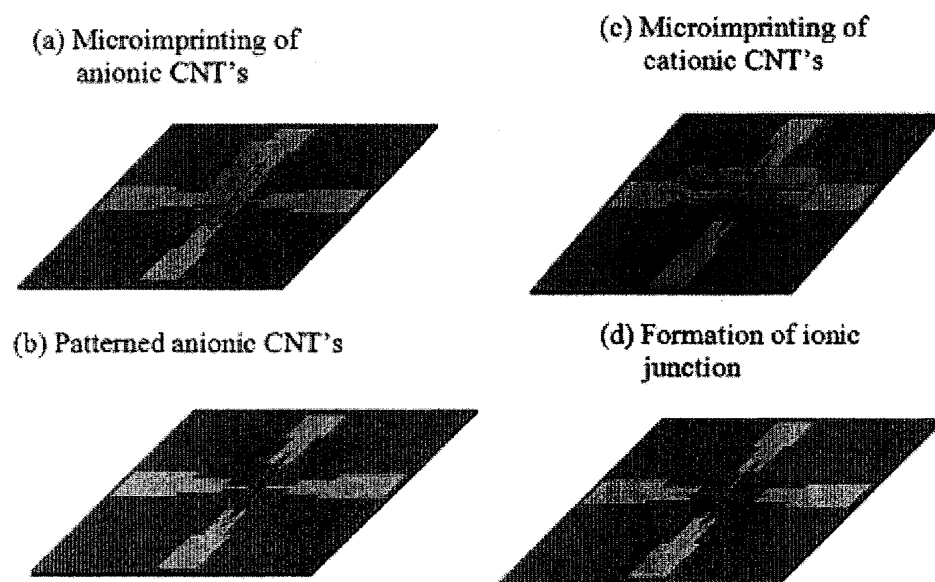 (a) Microimprinting of
anionic CNT's
(b) Patterned anionic CNT's
(c) Microimprinting of
cationic CNT's
(d) Formation of ionic
junction